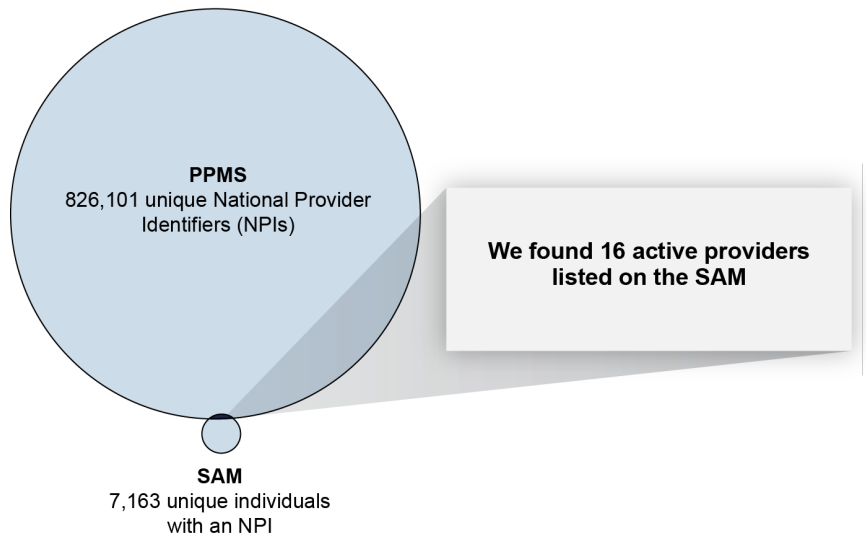 PPMS
826,101 unique National Provider
Identifiers (NPIs)
We found 16 active providers
listed on the SAM
SAM
7,163 unique individuals
with an NPI